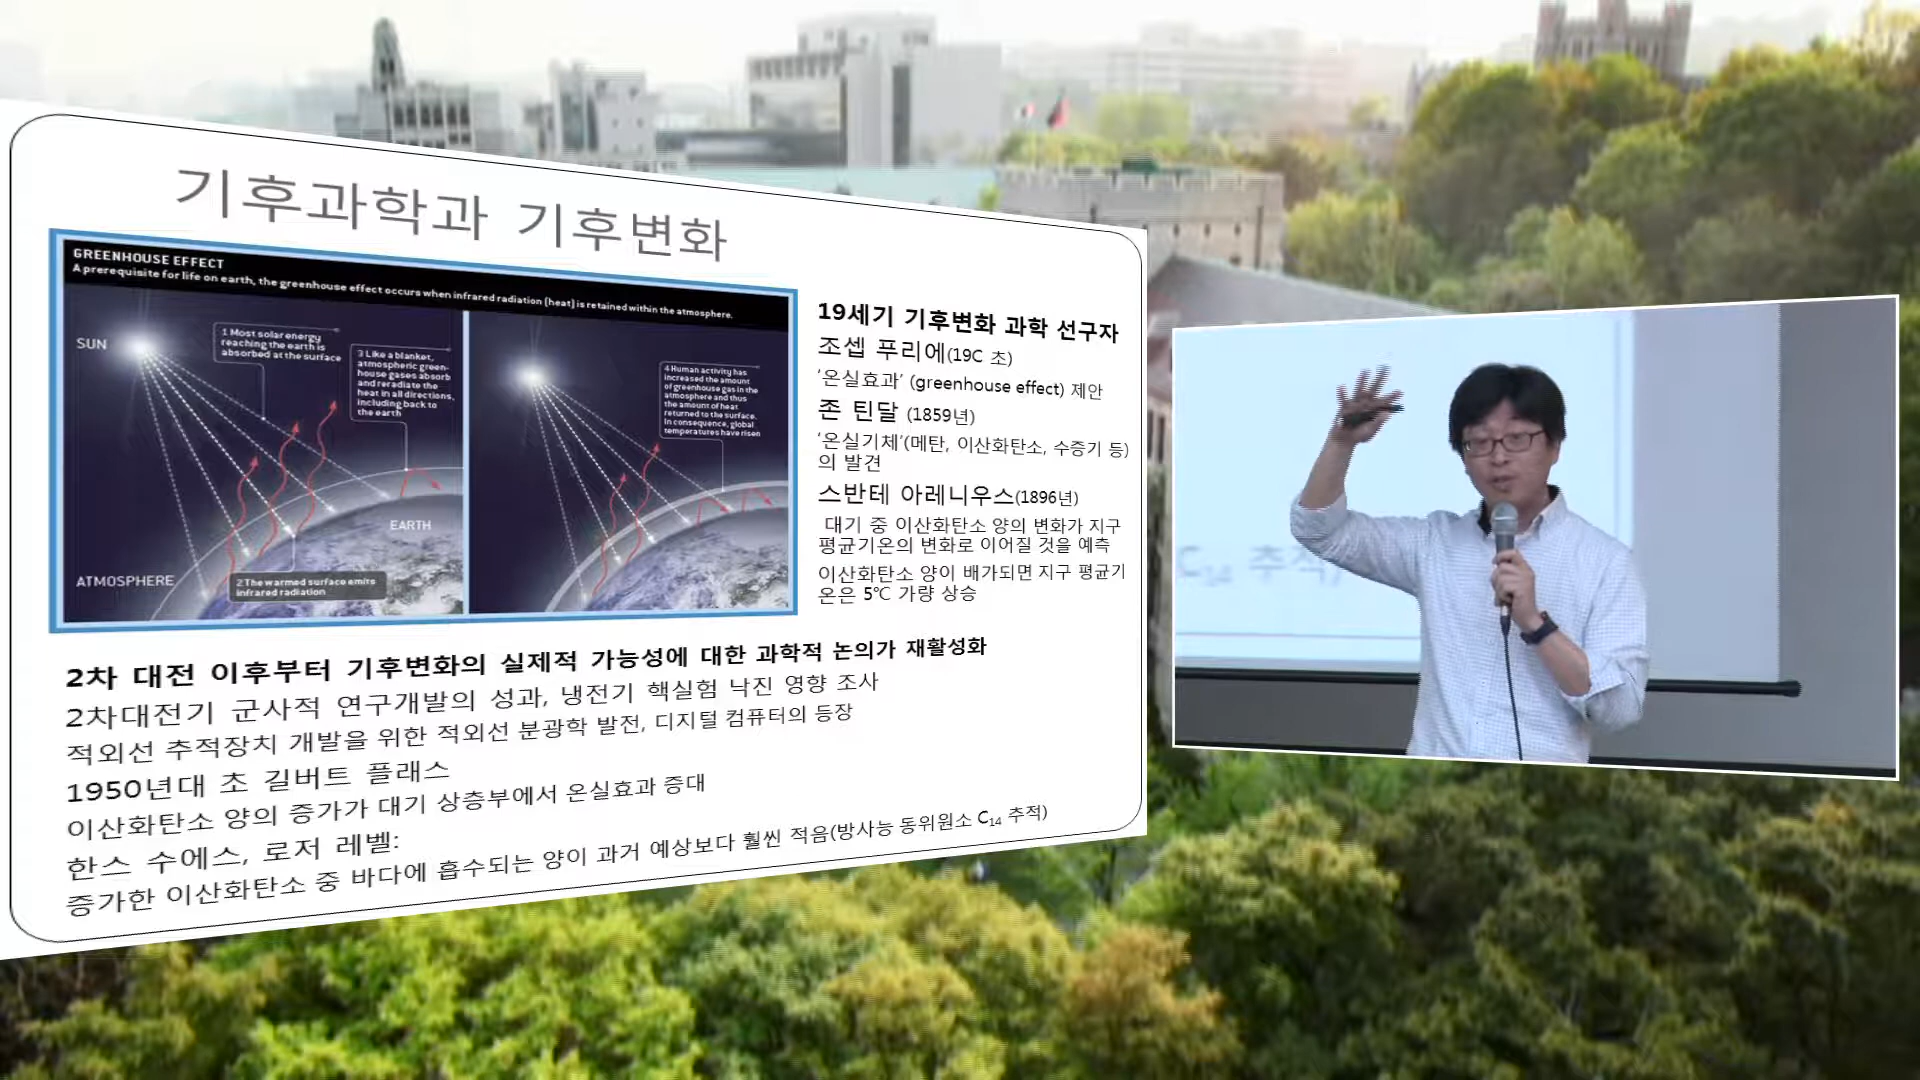 기후과학과 기후변화
GREENHOUSE EFFECT
A prerequisite for life on earth, the greenhouse effect occurs when infrared radiation (heat) is retained within the atmosphere.
SUN
1 Most solar energy
reaching the earth is
absorbed at the surface
3 Like a blanket,
atmospheric green-
house gases absorb
and reradiate the
heat in all directions,
including back to
the earth
EARTH
ATMOSPHERE
2 The warmed surface emits
infrared radiation
4 Human activity has
increased the amount
of greenhouse gas in the
atmosphere and thus
the amount of heat
returned to the surface.
In consequence, global
temperatures have risen
19세기 기후변화 과학 선구자
조셉 푸리에(19C 초)
‘온실효과’ (greenhouse effect) 제안
존 틴달 (1859년)
‘온실기체’(메탄, 이산화탄소, 수증기 등)
의 발견
스반테 아레니우스(1896년)
대기 중 이산화탄소 양의 변화가 지구
평균기온의 변화로 이어질 것을 예측
이산화탄소 양이 배가되면 지구 평균기
온은 5℃ 가량 상승
2차 대전 이후부터 기후변화의 실제적 가능성에 대한 과학적 논의가 재활성화
2차대전기 군사적 연구개발의 성과, 냉전기 핵실험 낙진 영향 조사
적외선 추적장치 개발을 위한 적외선 분광학 발전, 디지털 컴퓨터의 등장
1950년대 초 길버트 플래스
이산화탄소 양의 증가가 대기 상층부에서 온실효과 증대
한스 수에스, 로저 레벨:
증가한 이산화탄소 중 바다에 흡수되는 양이 과거 예상보다 훨씬 적음(방사능 동위원소 C₁₄ 추적)
C₁₄ 추적)